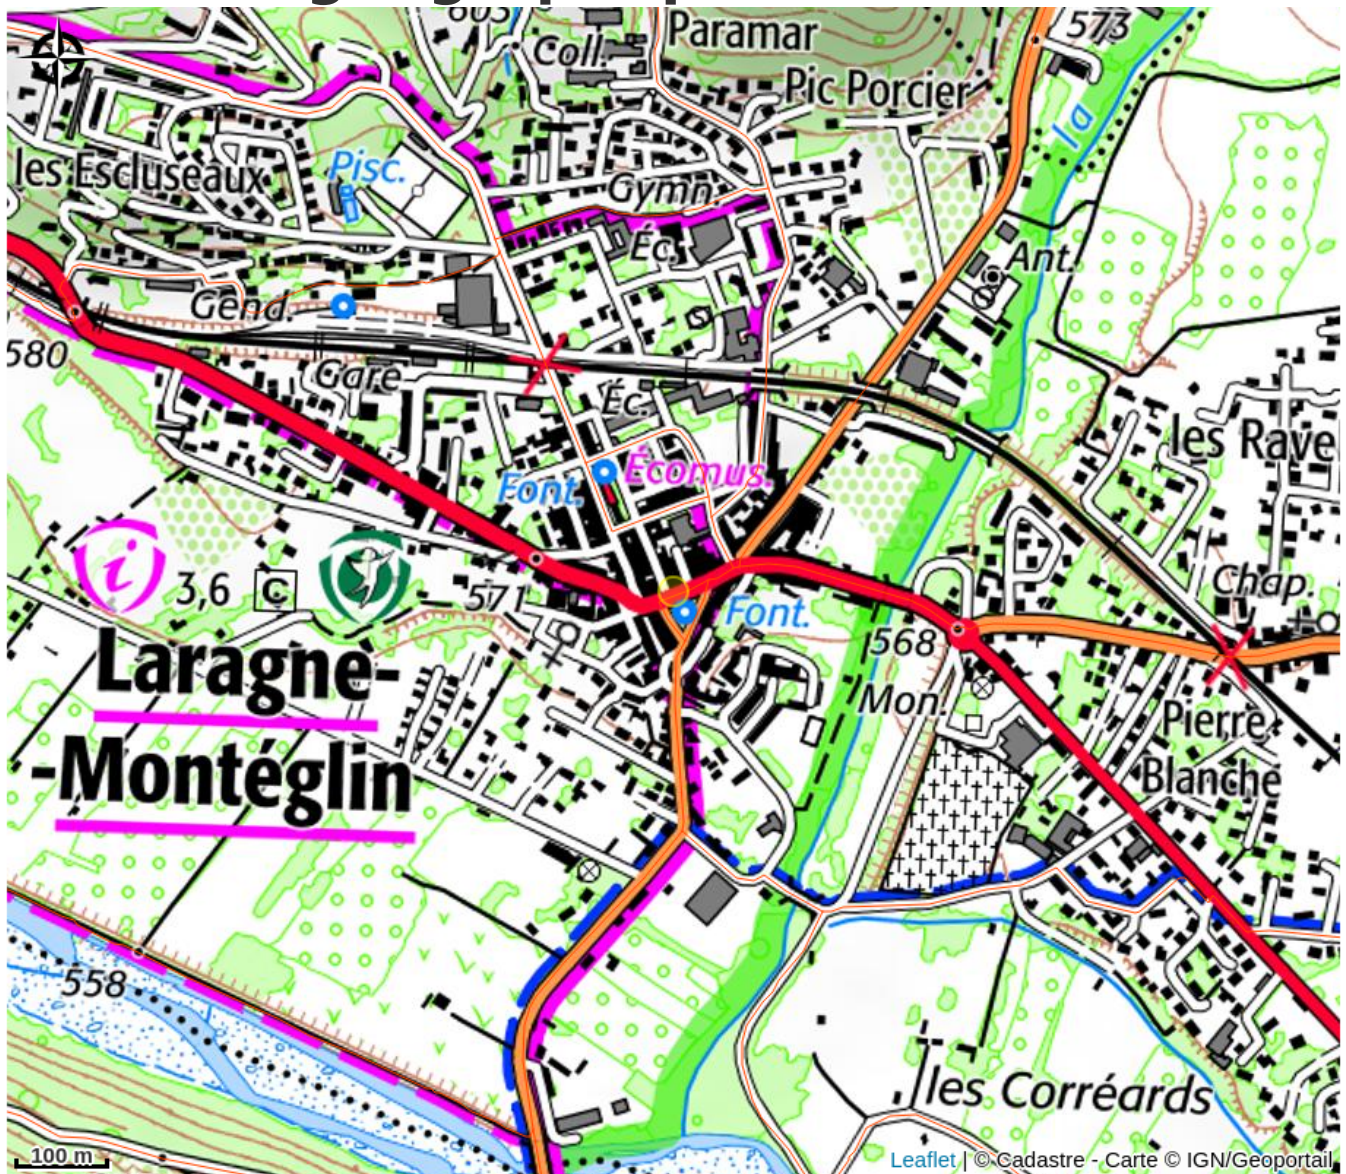 603
Paramar
573
Coll.
Pic Porcier
la
les Escluseaux
Pisc.
Gymn.
Éc.
Ant.
Gend.
580
Gare
Éc.
les Rave
Écomus.
Font.
i
3,6 C
571
Chap.
Font.
568
Laragne-
Mon.
Pierre
-Montéglin
Blanche
558
les Corréards
100 m
Leaflet | © Cadastre - Carte © IGN/Geoportail